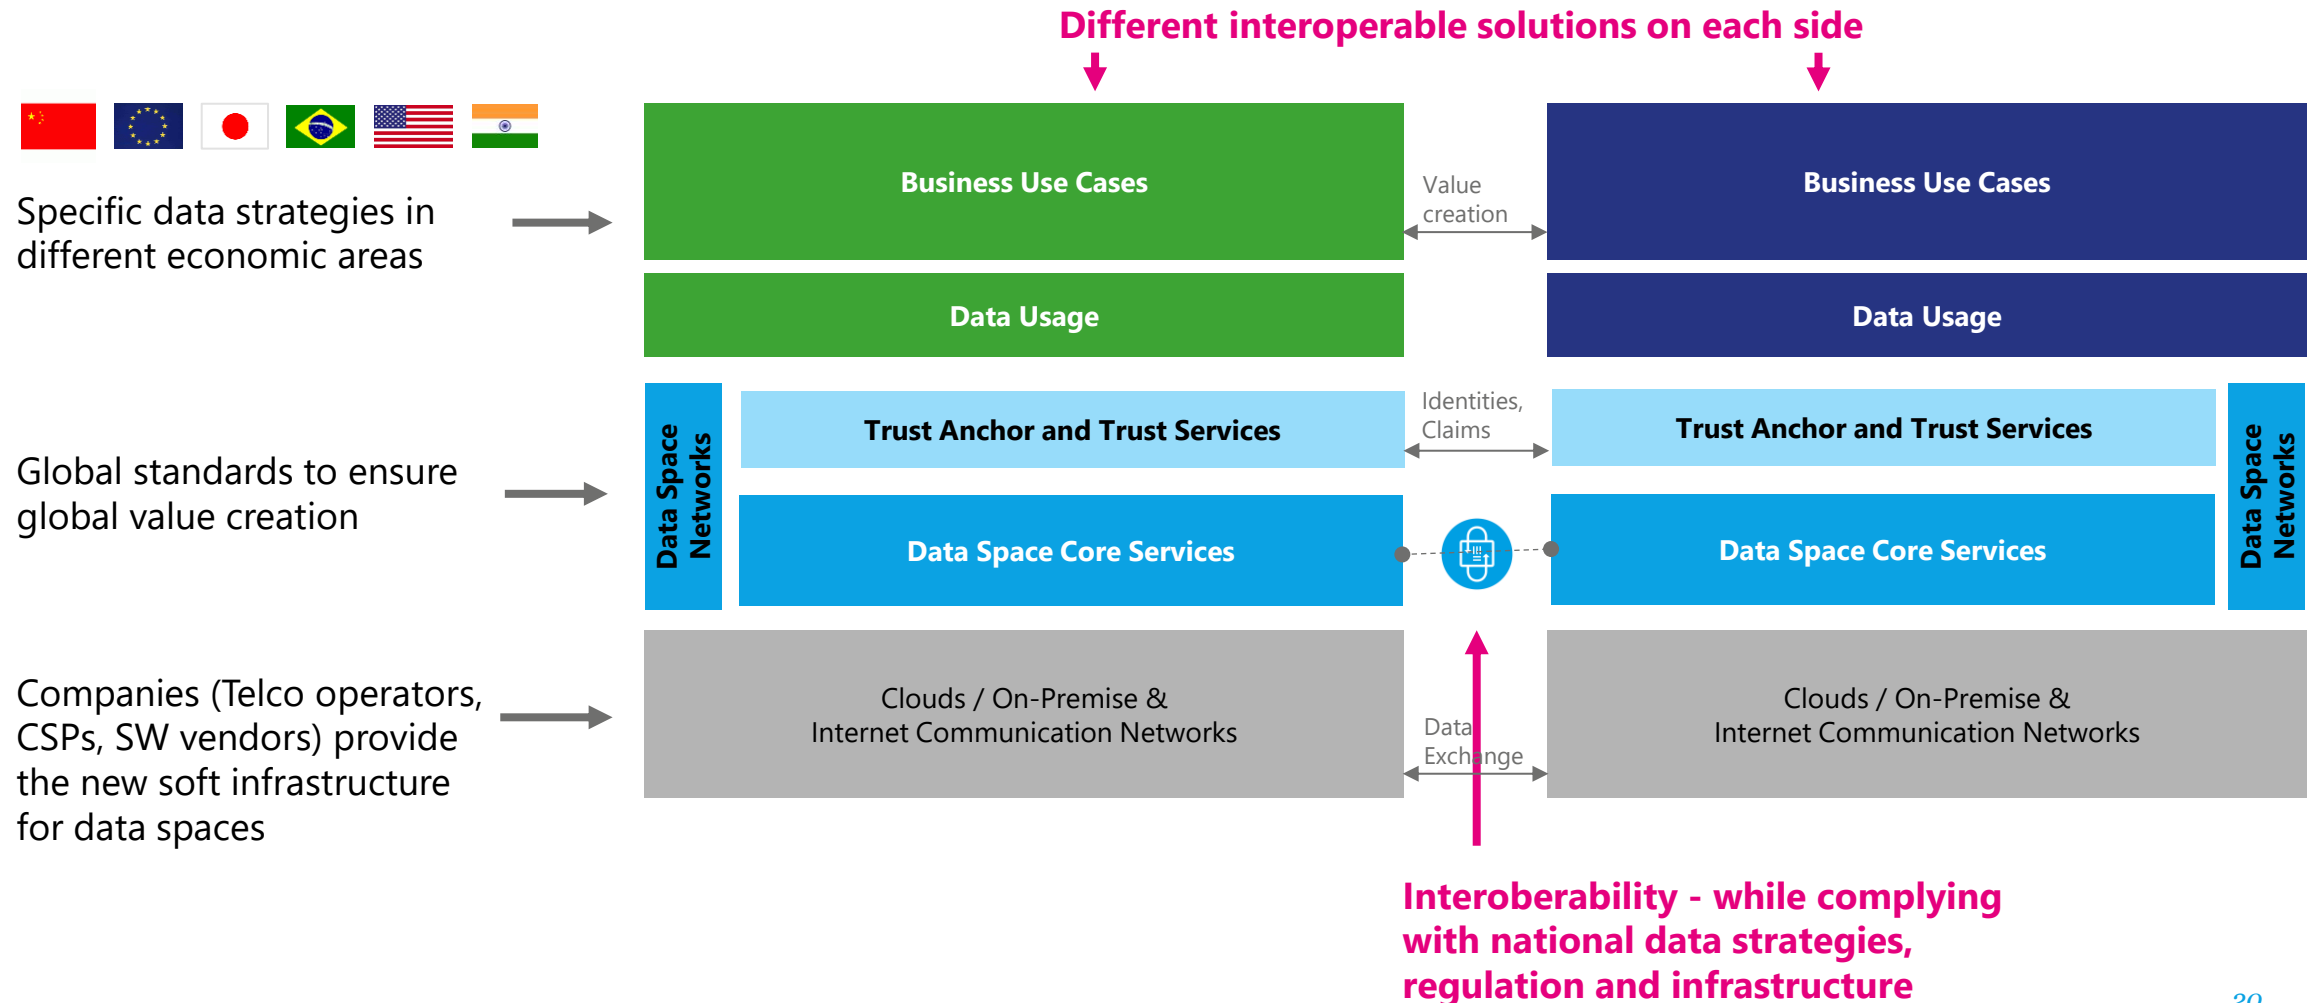 Different interoperable solutions on each side
Specific data strategies in
different economic areas
Business Use Cases
Value
creation
Business Use Cases
Data Usage
Data Usage
Global standards to ensure
global value creation
Data Space
Networks
Trust Anchor and Trust Services
Identities,
Claims
Trust Anchor and Trust Services
Data Space Core Services
Data Space Core Services
Data Space
Networks
Companies (Telco operators,
CSPs, SW vendors) provide
the new soft infrastructure
for data spaces
Clouds / On-Premise &
Internet Communication Networks
Data
Exchange
Clouds / On-Premise &
Internet Communication Networks
Interoberability - while complying
with national data strategies,
regulation and infrastructure